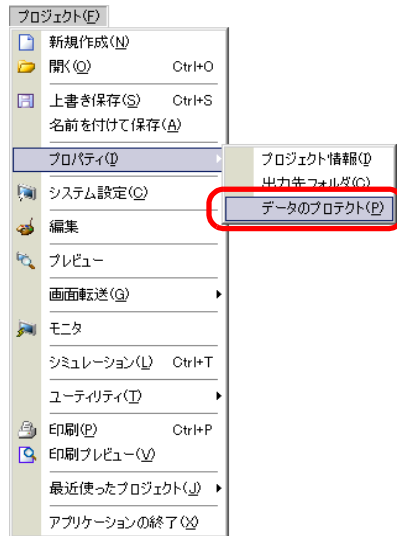 プロジェクト(F)
新規作成(N)
開く(O) Ctrl+O
上書き保存(S) Ctrl+S
名前を付けて保存(A)
プロパティ(I)
プロジェクト情報(I)
出力先フォルダ(C)
データのプロテクト(P)
システム設定(C)
編集
プレビュー
画面転送(G)
モニタ
シミュレーション(L) Ctrl+T
ユーティリティ(T)
印刷(P) Ctrl+P
印刷プレビュー(V)
最近使ったプロジェクト(J)
アプリケーションの終了(X)